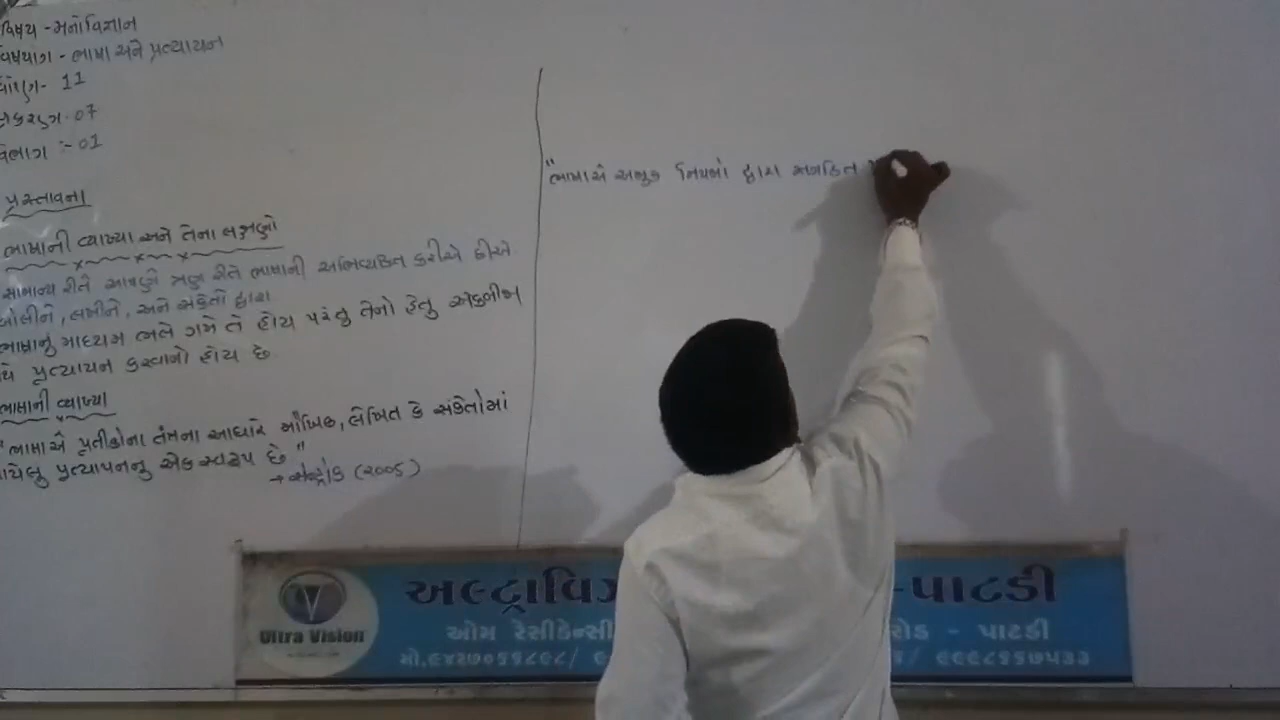 વિષય - મનોવિજ્ઞાન
વિષયાંગ - ભાષા અને પ્રત્યાયન
ધોરણ - 11
પ્રકરણ - 07
વિભાગ :- 01
પ્રસ્તાવના
ભાષાની વ્યાખ્યા અને તેના લક્ષણો
સામાન્ય રીતે આપણે ત્રણ રીતે ભાષાની અભિવ્યક્તિ કરીએ છીએ
બોલીને, લખીને, અને સંકેતો દ્વારા
ભાષાનું માધ્યમ ભલે ગમે તે હોય પરંતુ તેનો હેતુ એકબીજા
પ્રત્યાયન કરવાનો હોય છે
ભાષાની વ્યાખ્યા
"ભાષા એ પ્રતીકોના તંત્રના આધારે મૌખિક, લેખિત કે સંકેતોમાં
પ્રત્યાયનનું એક સ્વરૂપ છે"
→ સેન્ટ્રોક (૨૦૦૫)
"ભાષા એ અમુક નિયમો દ્વારા સંગઠિત
અલ્ટ્રાવિઝ
- પાટડી
Ultra Vision
ઓમ રેસીડેન્સી
રોડ - પાટડી